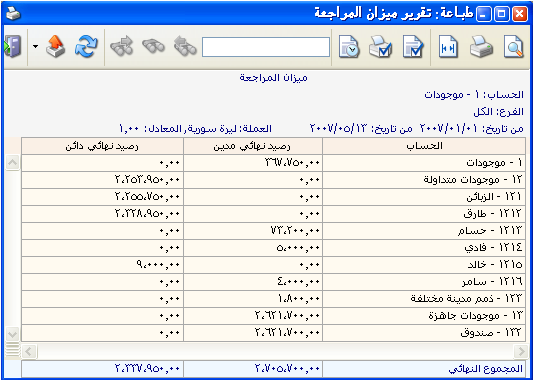 طباعة: تقرير ميزان المراجعة
ميزان المراجعة
الحساب: ١ - موجودات
الفرع: الكل
من تاريخ: ٢٠٠٧/٠١/٠١ من تاريخ: ٢٠٠٧/٠٥/١٣ العملة: ليرة سورية, المعادل: ١,٠٠
الحساب رصيد نهائي مدين رصيد نهائي دائن
١ - موجودات ٣٦٧,٧٥٠,٠٠ ٠,٠٠
١٢ - موجودات متداولة ٠,٠٠ ٢,٢٥٣,٩٥٠,٠٠
١٢١ - الزبائن ٠,٠٠ ٢,٢٥٥,٧٥٠,٠٠
١٢١٢ - طارق ٠,٠٠ ٢,٣٢٨,٩٥٠,٠٠
١٢١٣ - حسام ٧٣,٢٠٠,٠٠ ٠,٠٠
١٢١٤ - فادي ٥,٠٠٠,٠٠ ٠,٠٠
١٢١٥ - خالد ٠,٠٠ ٩,٠٠٠,٠٠
١٢١٦ - سامر ٤,٠٠٠,٠٠ ٠,٠٠
١٢٣ - ذمم مدينة مختلفة ١,٨٠٠,٠٠ ٠,٠٠
١٣ - موجودات جاهزة ٢,٦٢١,٧٠٠,٠٠ ٠,٠٠
١٣٢ - صندوق ٢,٦٢١,٧٠٠,٠٠ ٠,٠٠
المجموع النهائي ٢,٧٠٥,٧٠٠,٠٠ ٢,٣٣٧,٩٥٠,٠٠